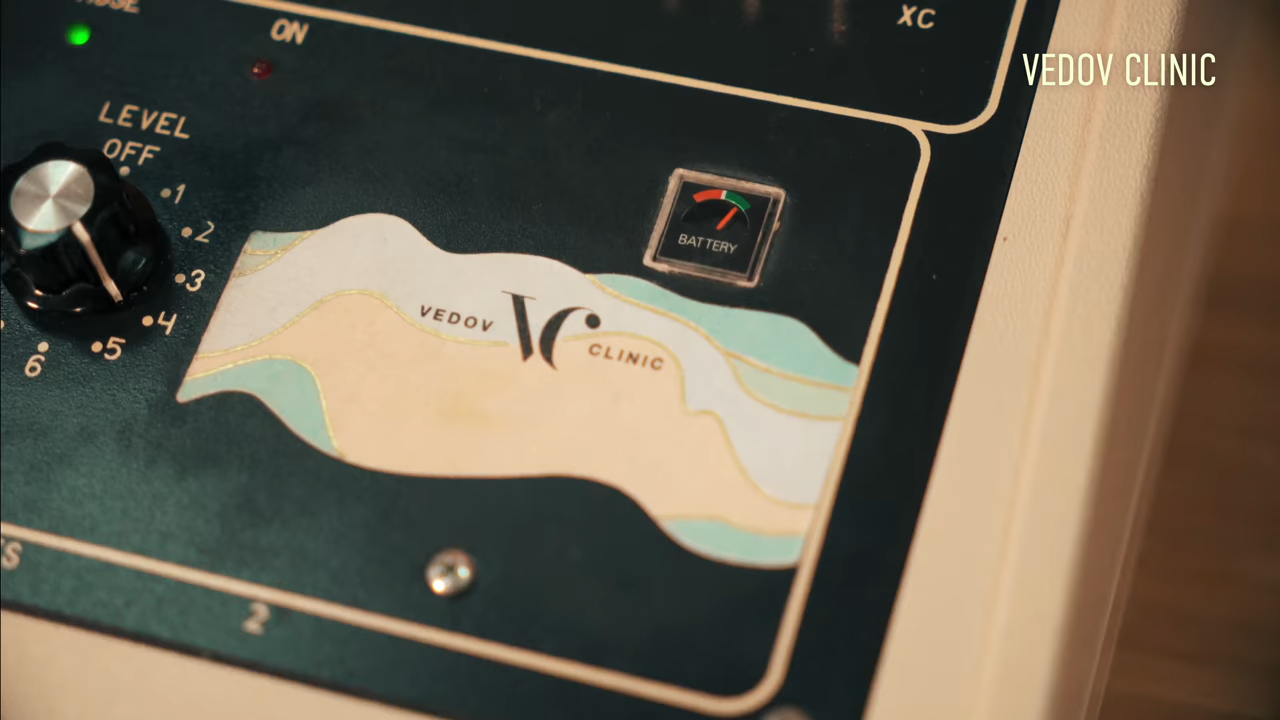 XC
ON
VEDOV CLINIC
LEVEL
OFF
1
2
3
4
5
6
BATTERY
VEDOV VC CLINIC
2